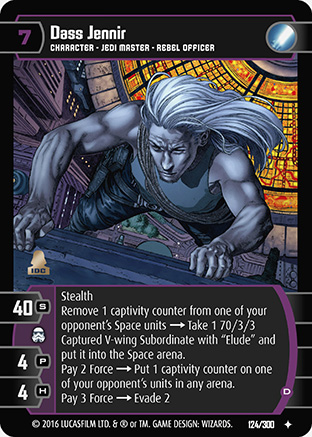 7
Dass Jennir
CHARACTER · JEDI MASTER · REBEL OFFICER
IDC
Stealth
40 S
Remove 1 captivity counter from one of your
opponent's Space units → Take 1 70/3/3
Captured V-wing Subordinate with "Elude" and
put it into the Space arena.
4 P
Pay 2 Force → Put 1 captivity counter on one
of your opponent's units in any arena.
4 H
Pay 3 Force → Evade 2
D
© 2016 LUCASFILM LTD. & ® or TM. GAME DESIGN: WIZARDS.
124/300